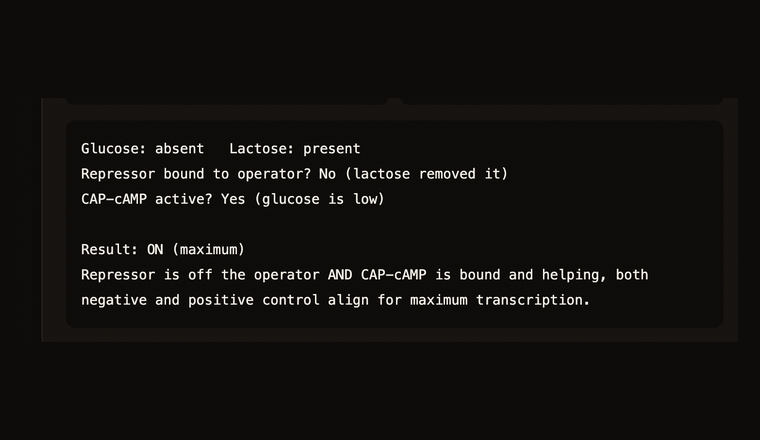 Glucose: absent   Lactose: present
Repressor bound to operator? No (lactose removed it)
CAP-cAMP active? Yes (glucose is low)
Result: ON (maximum)
Repressor is off the operator AND CAP-cAMP is bound and helping, both
negative and positive control align for maximum transcription.